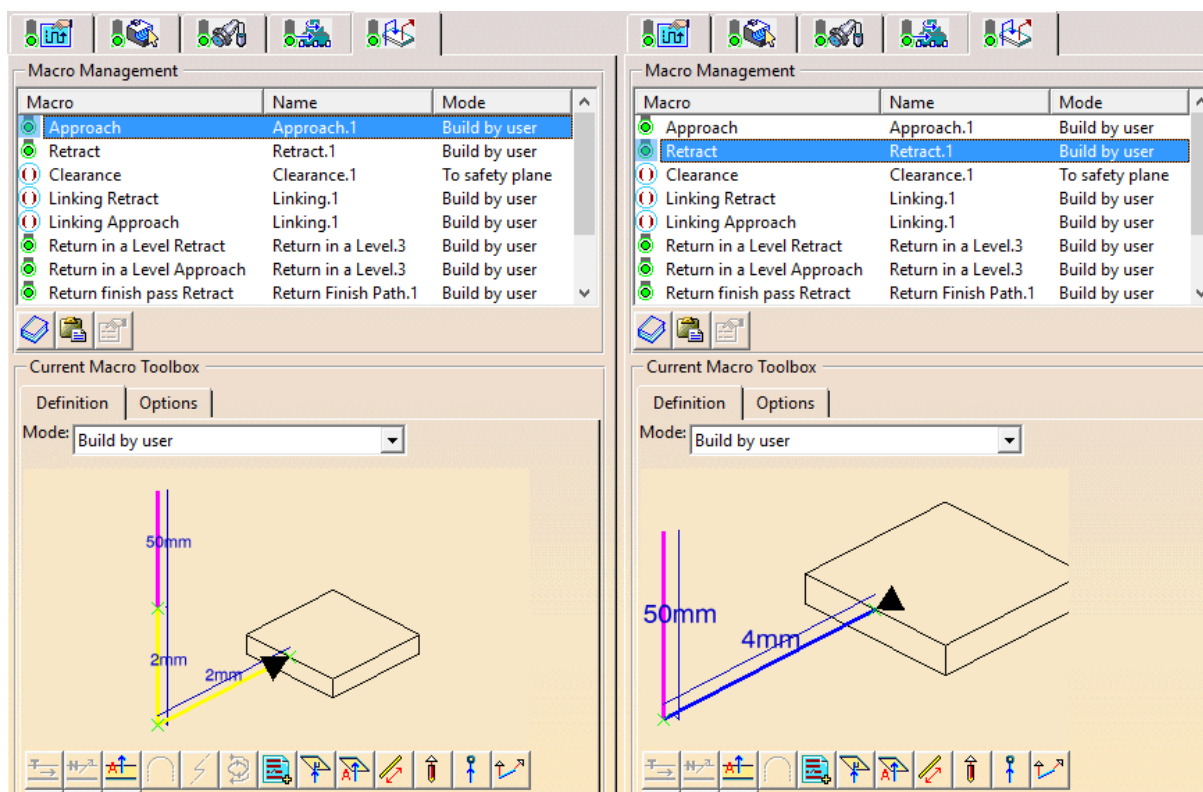 Macro Management
Macro Name Mode
Approach Approach.1 Build by user
Retract Retract.1 Build by user
Clearance Clearance.1 To safety plane
Linking Retract Linking.1 Build by user
Linking Approach Linking.1 Build by user
Return in a Level Retract Return in a Level.3 Build by user
Return in a Level Approach Return in a Level.3 Build by user
Return finish pass Retract Return Finish Path.1 Build by user
Current Macro Toolbox
Definition Options
Mode: Build by user
50mm
2mm
2mm
Macro Management
Macro Name Mode
Approach Approach.1 Build by user
Retract Retract.1 Build by user
Clearance Clearance.1 To safety plane
Linking Retract Linking.1 Build by user
Linking Approach Linking.1 Build by user
Return in a Level Retract Return in a Level.3 Build by user
Return in a Level Approach Return in a Level.3 Build by user
Return finish pass Retract Return Finish Path.1 Build by user
Current Macro Toolbox
Definition Options
Mode: Build by user
50mm
4mm